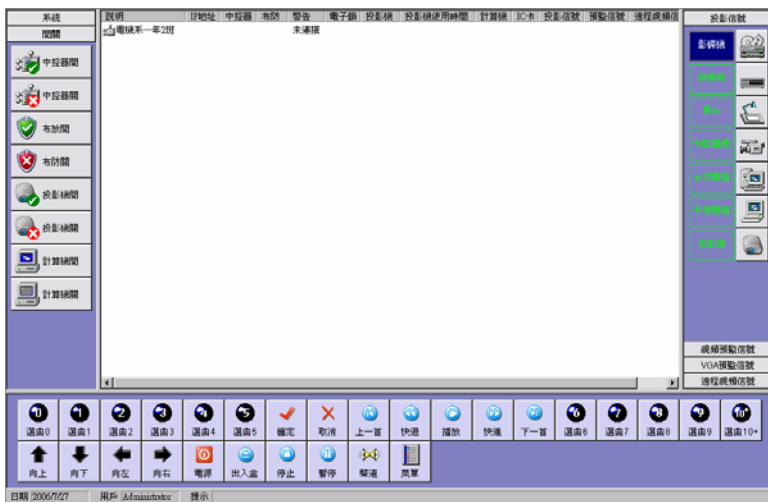 系統
開關
中控器開
中控器關
布放開
布防關
投影機開
投影機關
計算機開
計算機關
說明 IP地址 中控器 布防 警告 電子鎖 投影機 投影機使用時間 計算機 IC卡 投影信號 預監信號 遠程視頻信
電機系一年2班 未連接
投影信號
影碟機
視頻預監信號
VGA預監信號
遠程視頻信號
選曲0 選曲1 選曲2 選曲3 選曲4 選曲5 確定 取消 上一首 快退 播放 快進 下一首 選曲6 選曲7 選曲8 選曲9 選曲10+
向上 向下 向左 向右 電源 出入盒 停止 暫停 聲道 菜單
日期 2006/7/27 用戶 Administrator 提示